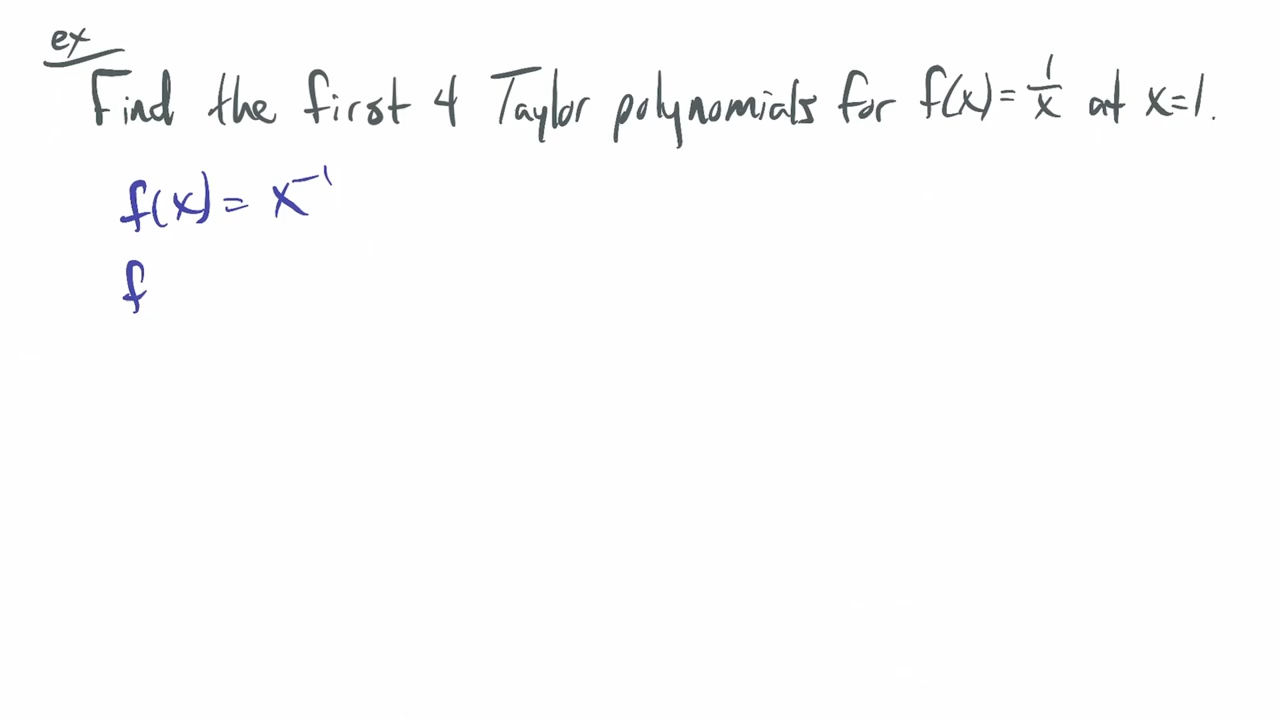 ex
Find the first 4 Taylor polynomials for f(x) = 1/x at x=1.
f(x) = x⁻¹
f